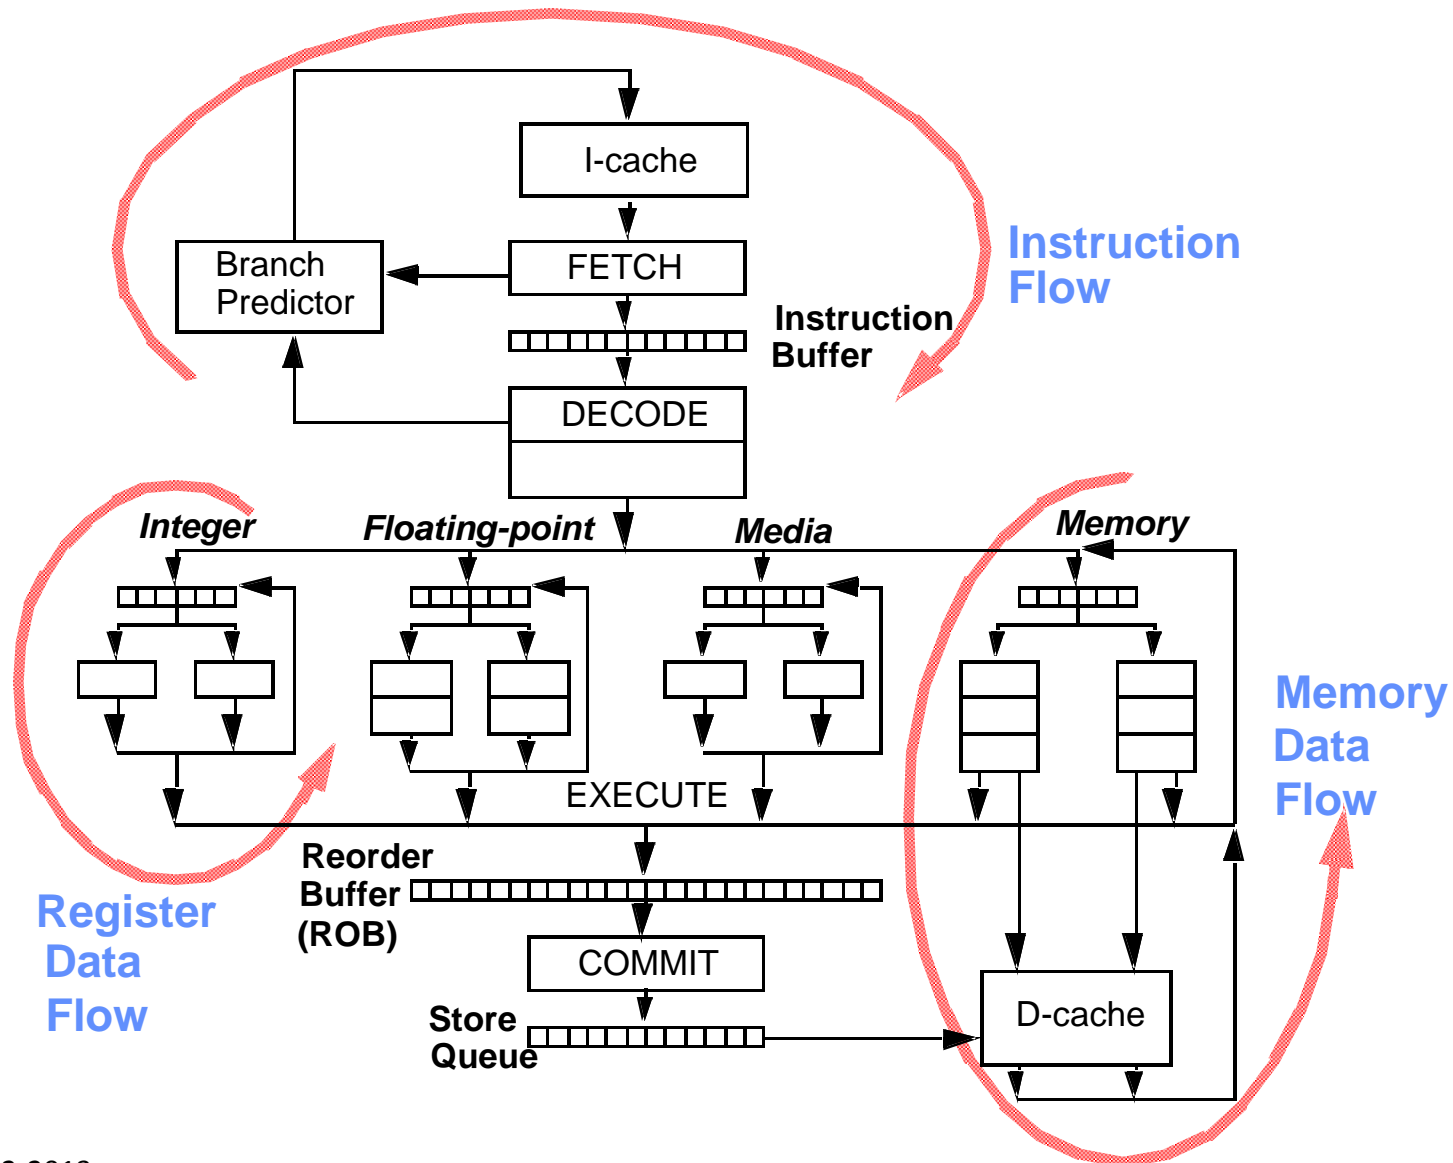 I-cache
Branch
Predictor
FETCH
Instruction
Flow
Instruction
Buffer
DECODE
Integer
Floating-point
Media
Memory
Memory
Data
Flow
EXECUTE
Reorder
Buffer
(ROB)
Register
Data
Flow
COMMIT
Store
Queue
D-cache